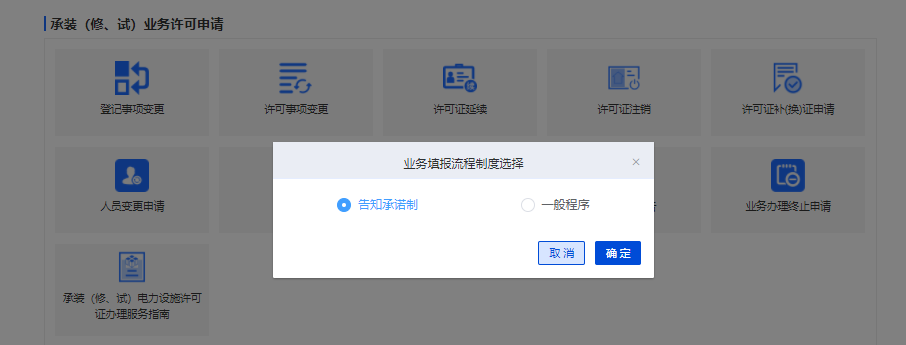 承装（修、试）业务许可申请
登记事项变更
许可事项变更
许可证延续
许可证注销
许可证补(换)证申请
业务填报流程制度选择
×
告知承诺制
一般程序
取消
确定
人员变更申请
业务办理终止申请
承装（修、试）电力设施许可
证办理服务指南